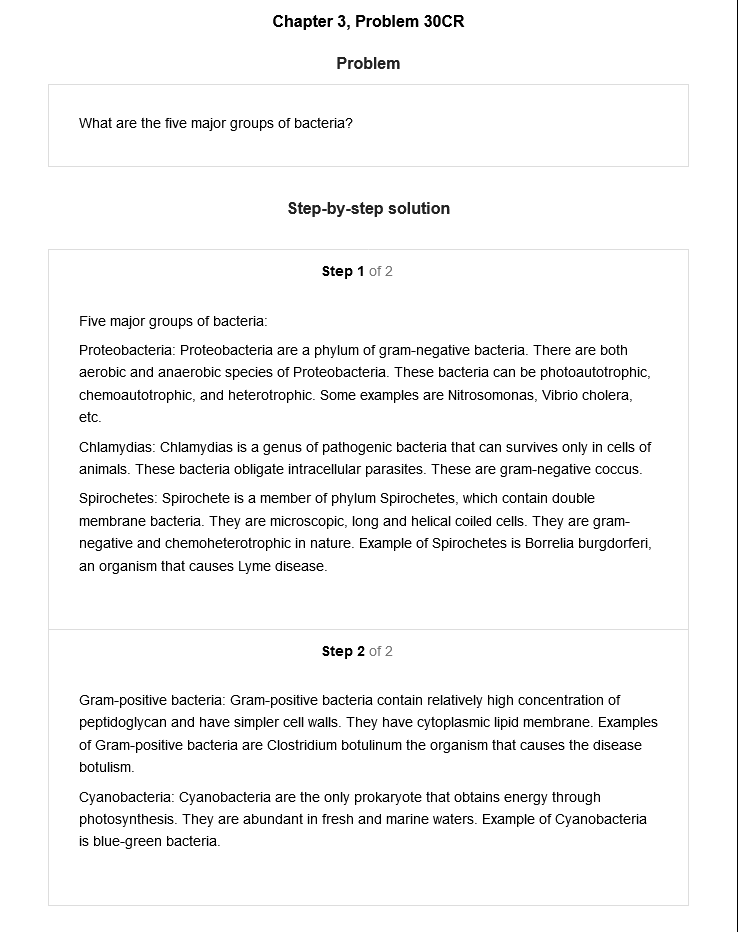 Chapter 3, Problem 30CR
Problem
What are the five major groups of bacteria?
Step-by-step solution
Step 1 of 2
Five major groups of bacteria:
Proteobacteria: Proteobacteria are a phylum of gram-negative bacteria. There are both
aerobic and anaerobic species of Proteobacteria. These bacteria can be photoautotrophic,
chemoautotrophic, and heterotrophic. Some examples are Nitrosomonas, Vibrio cholera,
etc.
Chlamydias: Chlamydias is a genus of pathogenic bacteria that can survives only in cells of
animals. These bacteria obligate intracellular parasites. These are gram-negative coccus.
Spirochetes: Spirochete is a member of phylum Spirochetes, which contain double
membrane bacteria. They are microscopic, long and helical coiled cells. They are gram-
negative and chemoheterotrophic in nature. Example of Spirochetes is Borrelia burgdorferi,
an organism that causes Lyme disease.
Step 2 of 2
Gram-positive bacteria: Gram-positive bacteria contain relatively high concentration of
peptidoglycan and have simpler cell walls. They have cytoplasmic lipid membrane. Examples
of Gram-positive bacteria are Clostridium botulinum the organism that causes the disease
botulism.
Cyanobacteria: Cyanobacteria are the only prokaryote that obtains energy through
photosynthesis. They are abundant in fresh and marine waters. Example of Cyanobacteria
is blue-green bacteria.